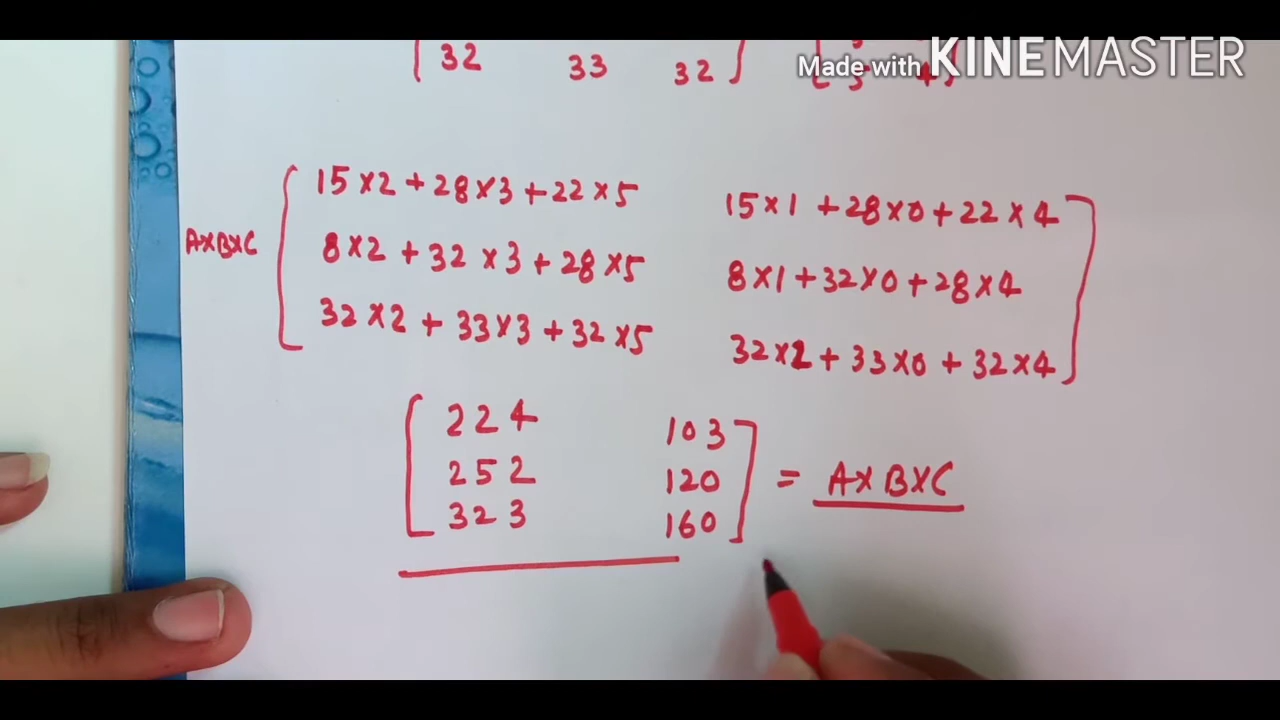 Made with KINEMASTER
32 33 32
15×2+28×3+22×5 15×1+28×0+22×4
A×B×C 8×2+32×3+28×5 8×1+32×0+28×4
32×2+33×3+32×5 32×1+33×0+32×4
224 103
252 120 = A×B×C
323 160